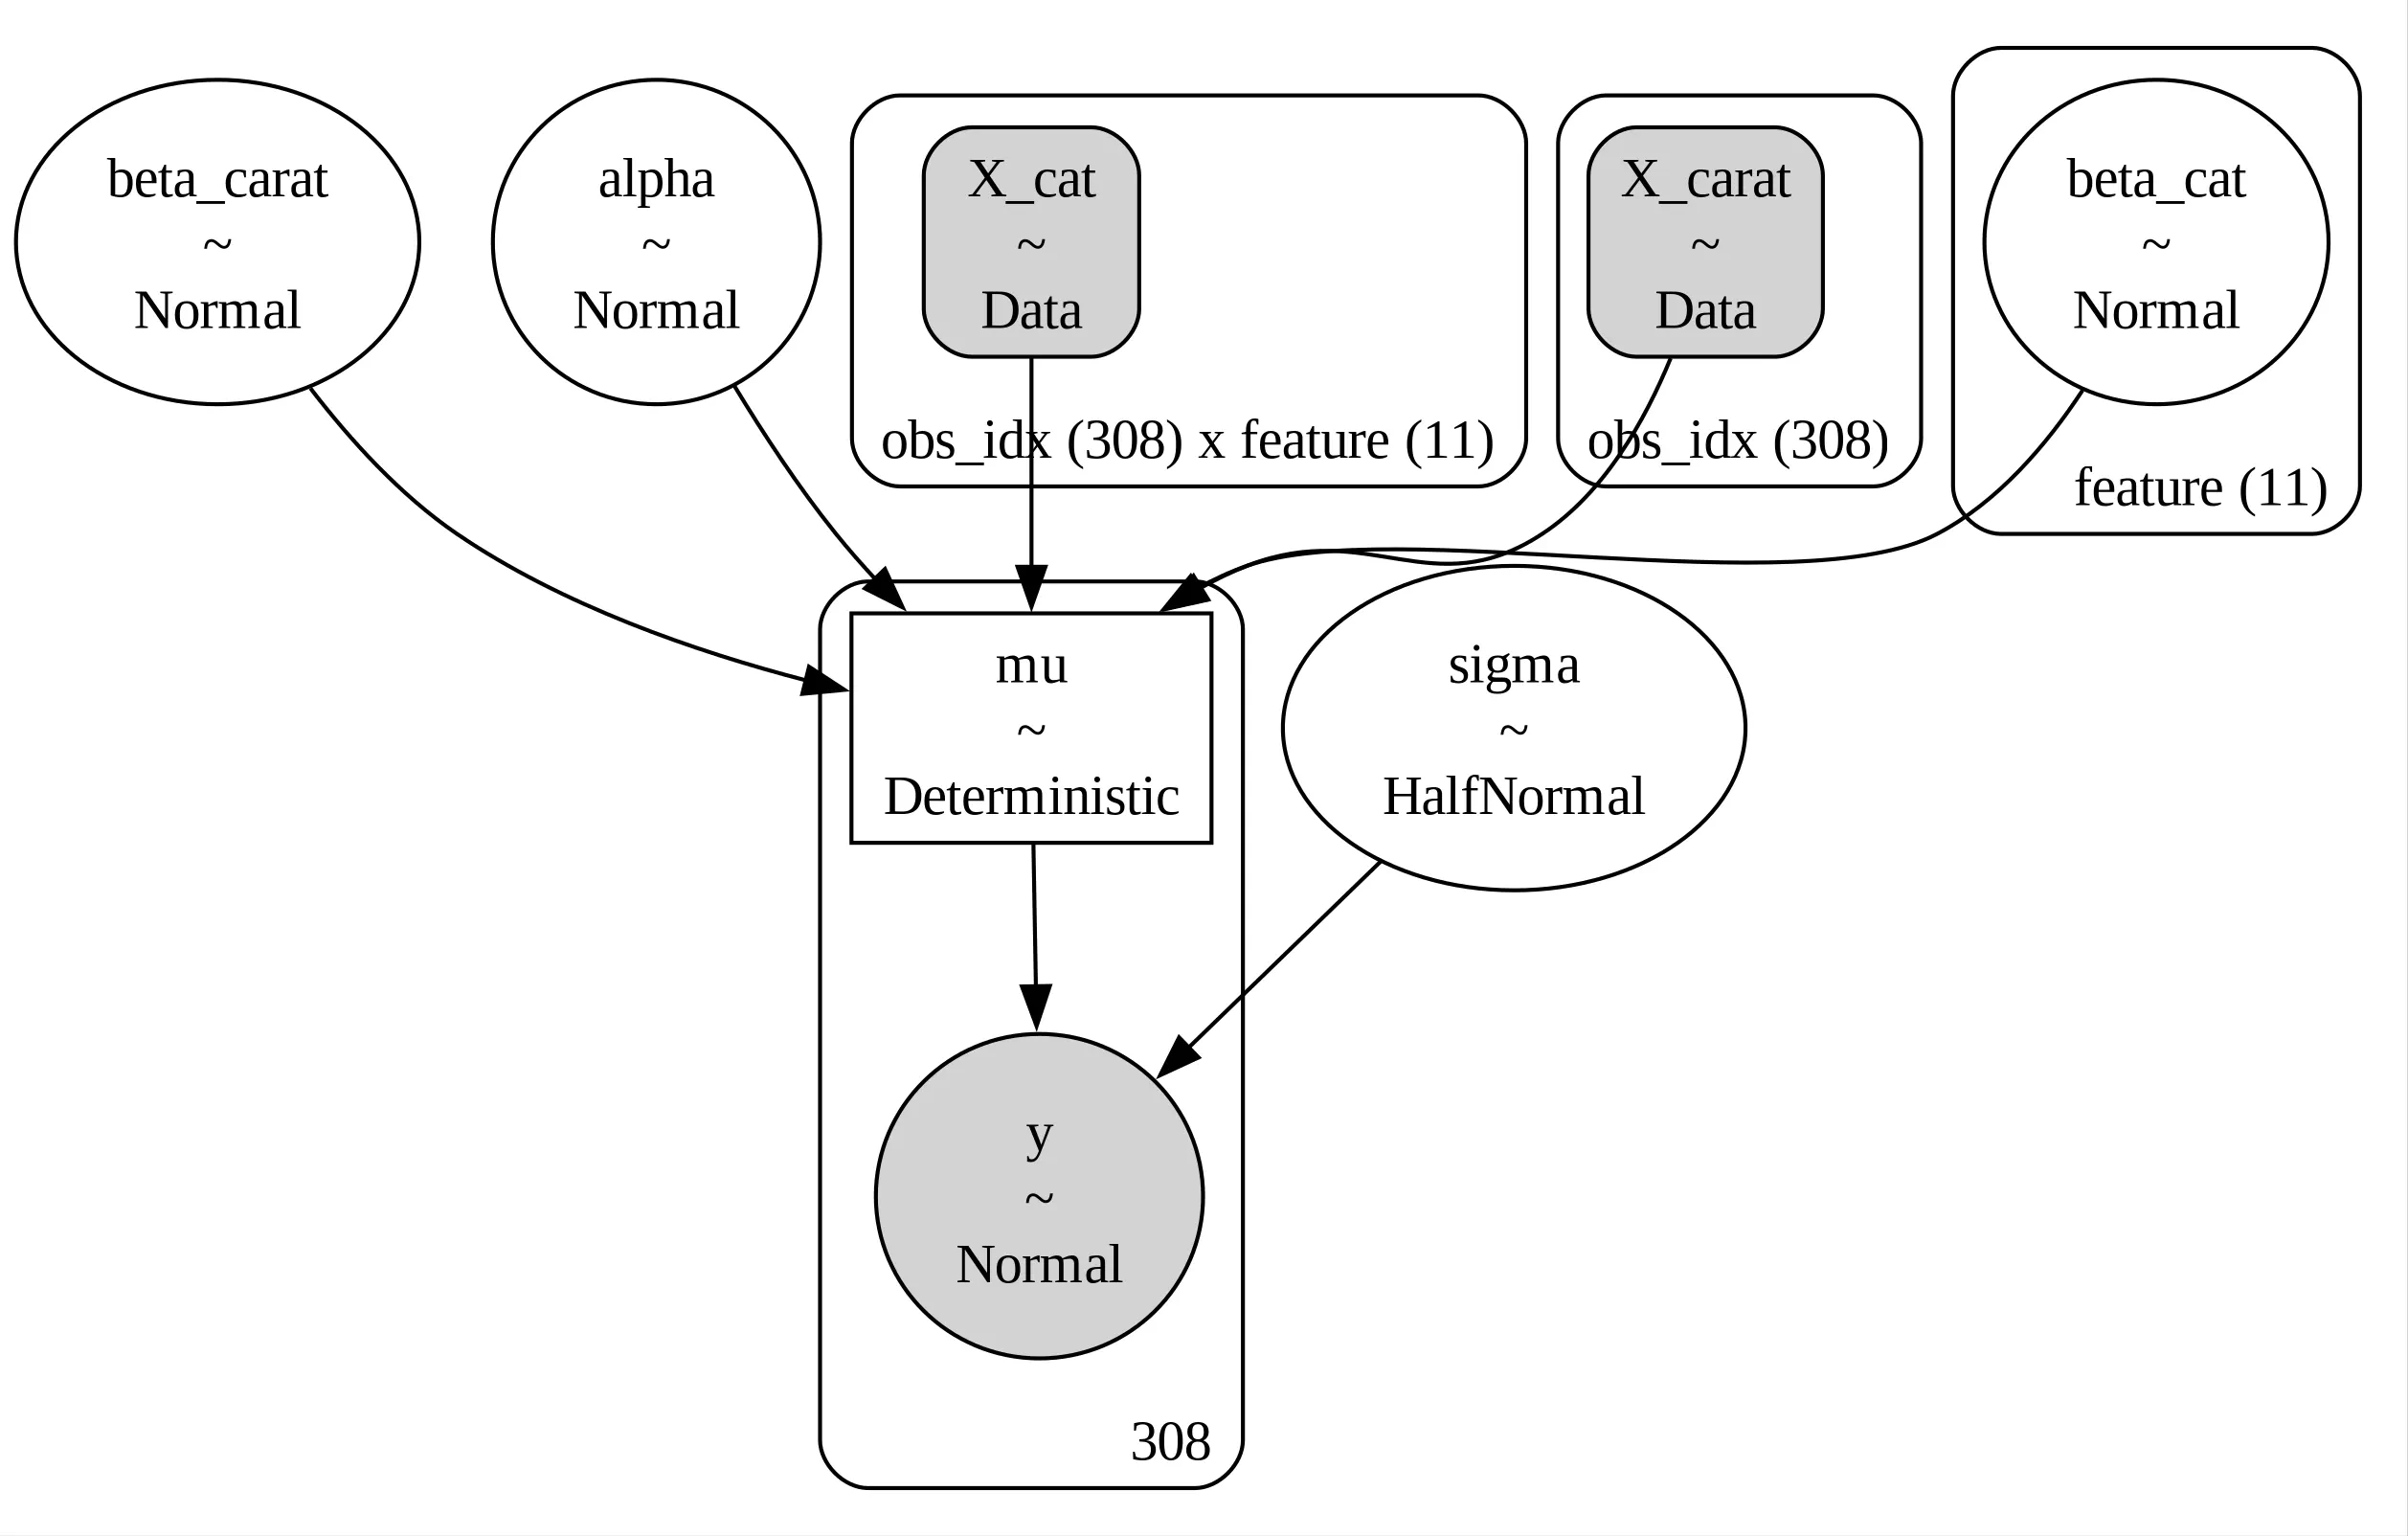 beta_carat
~
Normal
alpha
~
Normal
X_cat
~
Data
obs_idx (308) x feature (11)
X_carat
~
Data
obs_idx (308)
beta_cat
~
Normal
feature (11)
mu
~
Deterministic
sigma
~
HalfNormal
y
~
Normal
308